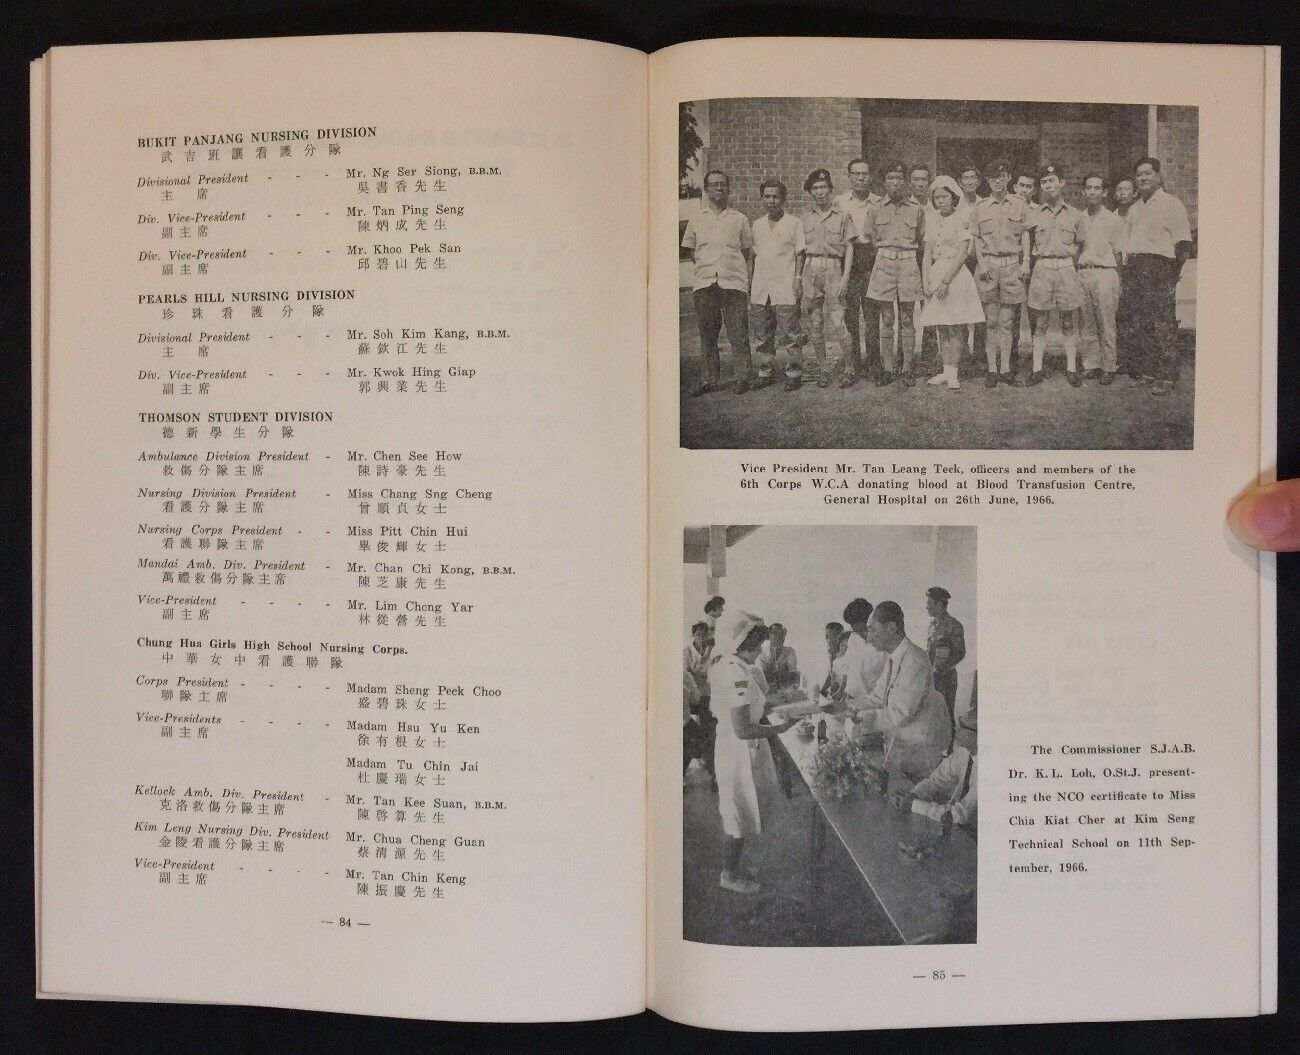 BUKIT PANJANG NURSING DIVISION
武吉班讓看護分隊
Divisional President - - - Mr. Ng Ser Siong, B.B.M.
主席 吳書香先生
Div. Vice-President - - - Mr. Tan Ping Seng
副主席 陳炳成先生
Div. Vice-President - - - Mr. Khoo Pek San
副主席 邱碧山先生
PEARLS HILL NURSING DIVISION
珍珠看護分隊
Divisional President - - - Mr. Soh Kim Kang, B.B.M.
主席 蘇欽江先生
Div. Vice-President - - - Mr. Kwok Hing Giap
副主席 郭興業先生
THOMSON STUDENT DIVISION
德新學生分隊
Ambulance Division President - Mr. Chen See How
救傷分隊主席 陳詩豪先生
Nursing Division President - Miss Chang Sng Cheng
看護分隊主席 曾順貞女士
Nursing Corps President - - Miss Pitt Chin Hui
看護聯隊主席 畢俊輝女士
Mandai Amb. Div. President - Mr. Chan Chi Kong, B.B.M.
萬禮救傷分隊主席 陳芝康先生
Vice-President - - - - Mr. Lim Chong Yar
副主席 林從營先生
Chung Hua Girls High School Nursing Corps.
中華女中看護聯隊
Corps President - - - - Madam Sheng Peck Choo
聯隊主席 盛碧珠女士
Vice-Presidents - - - - Madam Hsu Yu Ken
副主席 徐有根女士
Madam Tu Chin Jai
杜慶瑞女士
Kellock Amb. Div. President - Mr. Tan Kee Suan, B.B.M.
克洛救傷分隊主席 陳啓算先生
Kim Leng Nursing Div. President Mr. Chua Cheng Guan
金陵看護分隊主席 蔡清源先生
Vice-President - - - - Mr. Tan Chin Keng
副主席 陳振慶先生
— 84 —
Vice President Mr. Tan Leang Teck, officers and members of the
6th Corps W.C.A donating blood at Blood Transfusion Centre,
General Hospital on 26th June, 1966.
The Commissioner S.J.A.B.
Dr. K. L. Loh, O.St.J. present-
ing the NCO certificate to Miss
Chia Kiat Cher at Kim Seng
Technical School on 11th Sep-
tember, 1966.
— 85 —